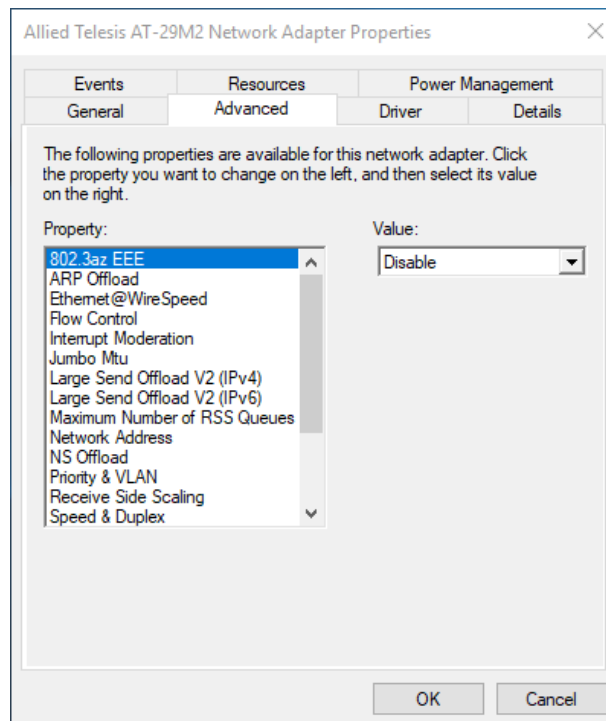 Allied Telesis AT-29M2 Network Adapter Properties
Events Resources Power Management
General Advanced Driver Details
The following properties are available for this network adapter. Click
the property you want to change on the left, and then select its value
on the right.
Property:
Value:
802.3az EEE
Disable
ARP Offload
Ethernet@WireSpeed
Flow Control
Interrupt Moderation
Jumbo Mtu
Large Send Offload V2 (IPv4)
Large Send Offload V2 (IPv6)
Maximum Number of RSS Queues
Network Address
NS Offload
Priority & VLAN
Receive Side Scaling
Speed & Duplex
OK Cancel